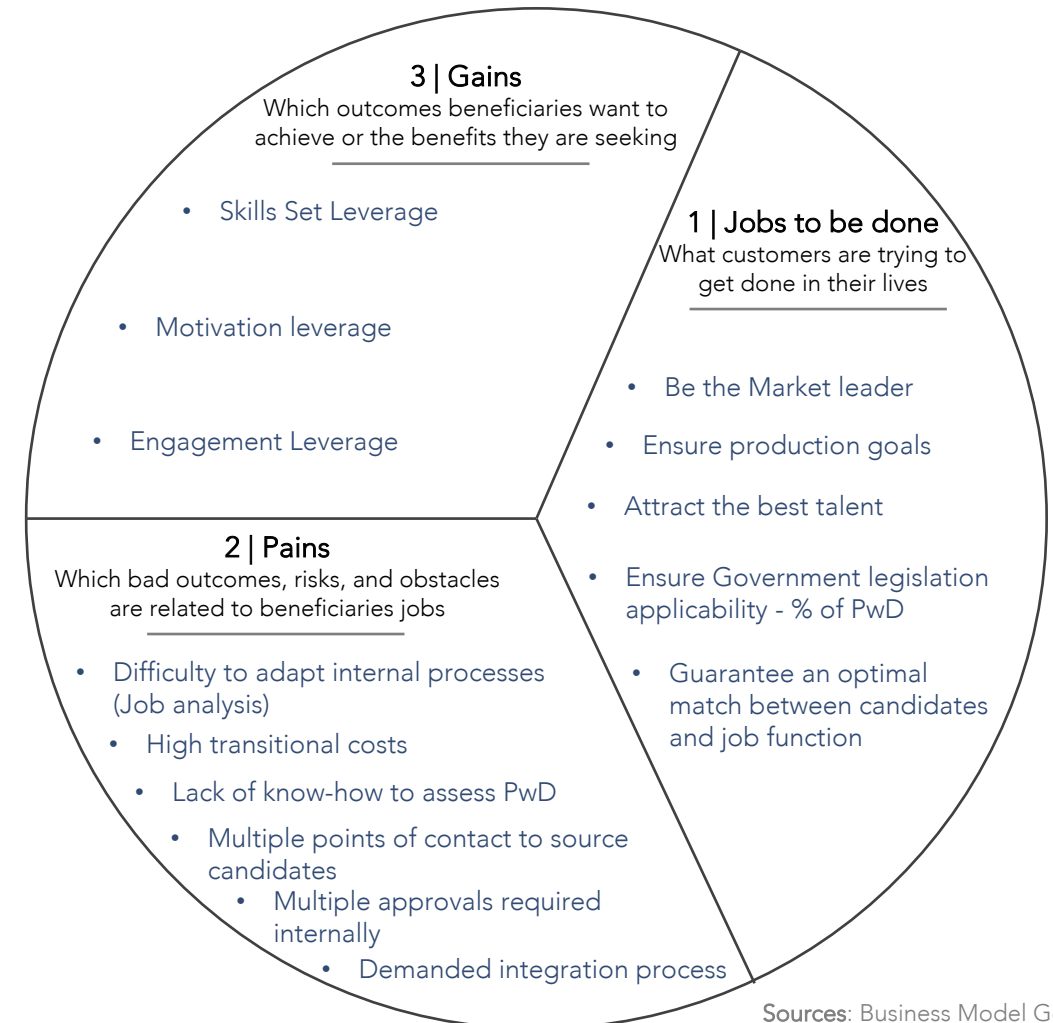 3 | Gains
Which outcomes beneficiaries want to
achieve or the benefits they are seeking
• Skills Set Leverage
• Motivation leverage
• Engagement Leverage
1 | Jobs to be done
What customers are trying to
get done in their lives
• Be the Market leader
• Ensure production goals
• Attract the best talent
• Ensure Government legislation
applicability - % of PwD
• Guarantee an optimal
match between candidates
and job function
2 | Pains
Which bad outcomes, risks, and obstacles
are related to beneficiaries jobs
• Difficulty to adapt internal processes
(Job analysis)
• High transitional costs
• Lack of know-how to assess PwD
• Multiple points of contact to source
candidates
• Multiple approvals required
internally
• Demanded integration process
Sources: Business Model G